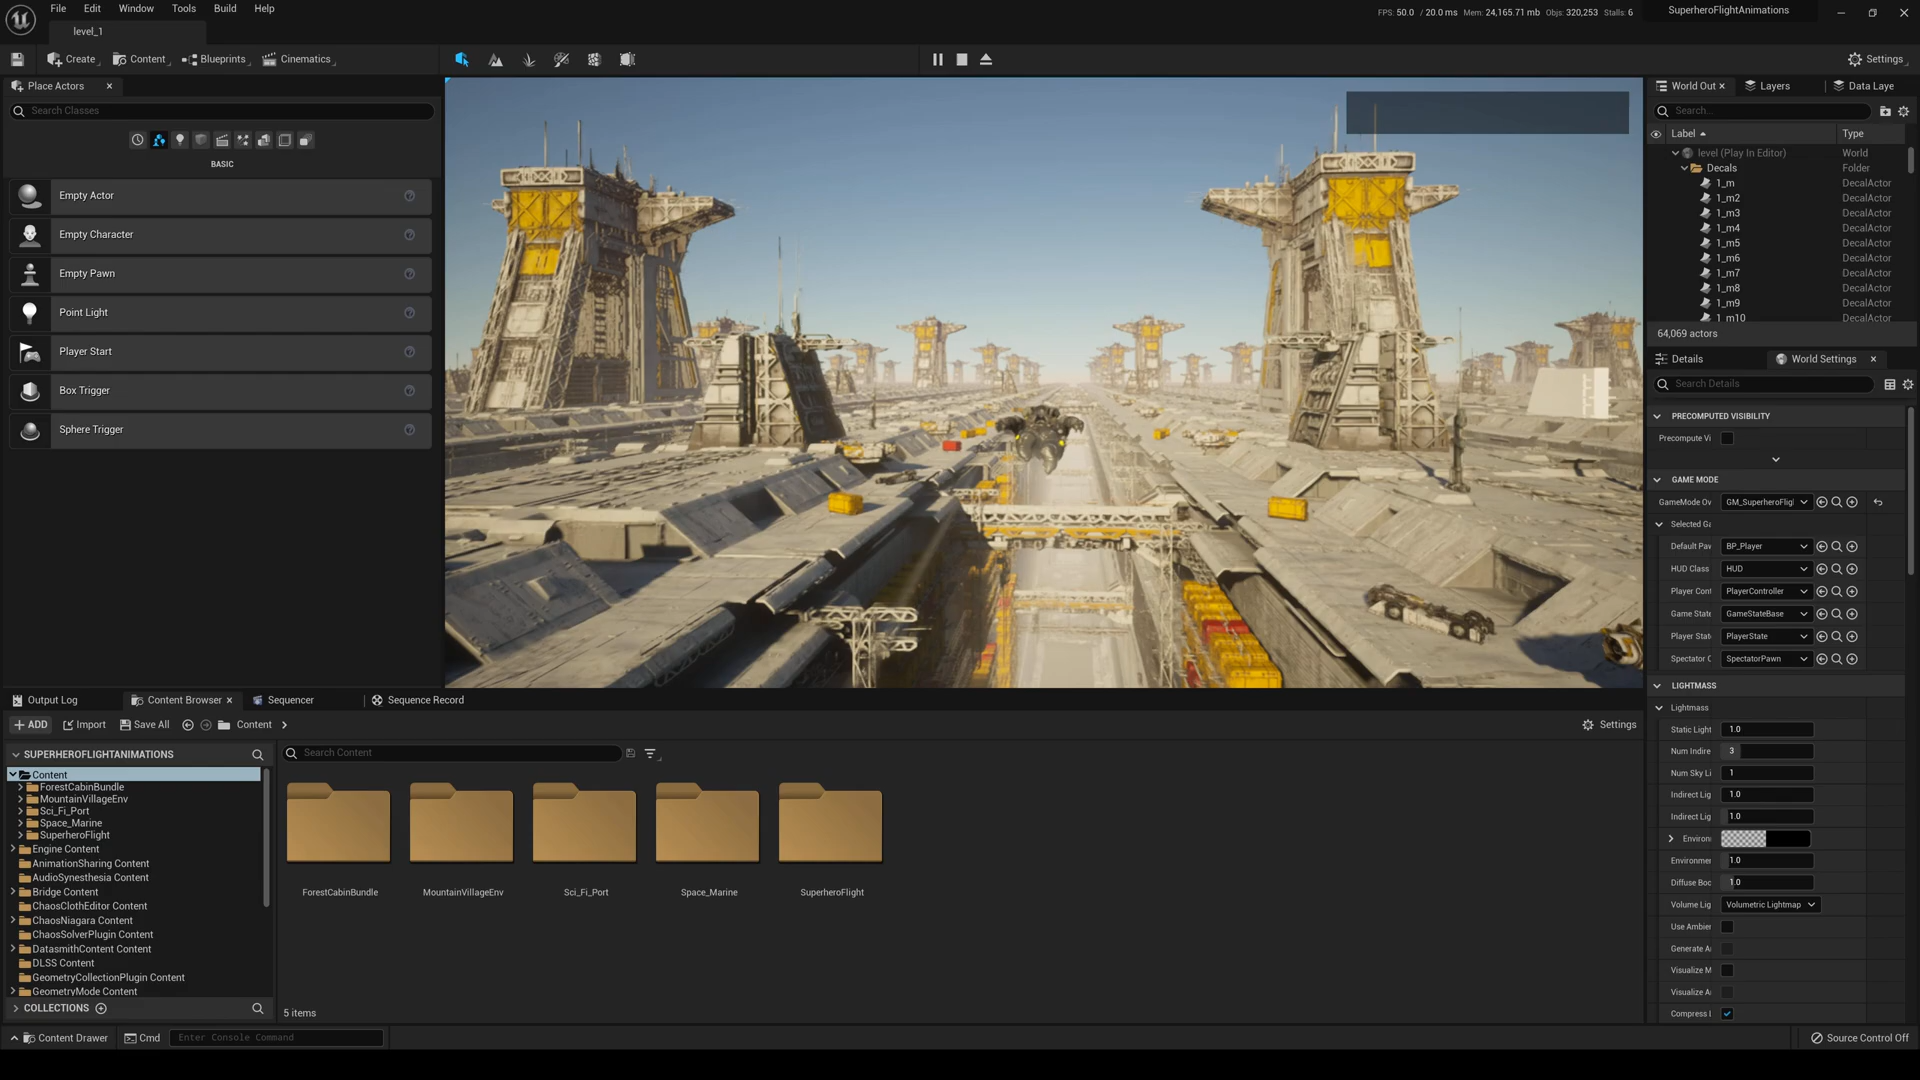 File Edit Window Tools Build Help
FPS: 50.0 / 20.0 ms Mem: 24,165.71 mb Objs: 320,253 Stalls: 6
SuperheroFlightAnimations
level_1
Create
Content
Blueprints
Cinematics
Settings
Place Actors
Search Classes
BASIC
Empty Actor
Empty Character
Empty Pawn
Point Light
Player Start
Box Trigger
Sphere Trigger
World Out
Layers
Data Laye
Search...
Label Type
level (Play In Editor) World
Decals Folder
1_m DecalActor
1_m2 DecalActor
1_m3 DecalActor
1_m4 DecalActor
1_m5 DecalActor
1_m6 DecalActor
1_m7 DecalActor
1_m8 DecalActor
1_m9 DecalActor
1_m10 DecalActor
64,069 actors
Details
World Settings
Search Details
PRECOMPUTED VISIBILITY
Precompute Vi
GAME MODE
GameMode Ov GM_SuperheroFlig
Selected Ga
Default Pav BP_Player
HUD Class HUD
Player Cont PlayerController
Game State GameStateBase
Player Stat PlayerState
Spectator C SpectatorPawn
LIGHTMASS
Lightmass
Static Light 1.0
Num Indire 3
Num Sky Li 1
Indirect Lig 1.0
Indirect Lig 1.0
Environ
Environmer 1.0
Diffuse Boc 1.0
Volume Lig Volumetric Lightmap
Use Ambier
Generate A
Visualize M
Visualize A
Compress L
Output Log
Content Browser
Sequencer
Sequence Record
ADD
Import
Save All
Content
Settings
SUPERHEROFLIGHTANIMATIONS
Search Content
Content
ForestCabinBundle
MountainVillageEnv
Sci_Fi_Port
Space_Marine
SuperheroFlight
Engine Content
AnimationSharing Content
AudioSynesthesia Content
Bridge Content
ChaosClothEditor Content
ChaosNiagara Content
ChaosSolverPlugin Content
DatasmithContent Content
DLSS Content
GeometryCollectionPlugin Content
GeometryMode Content
COLLECTIONS
ForestCabinBundle
MountainVillageEnv
Sci_Fi_Port
Space_Marine
SuperheroFlight
5 items
Content Drawer
Cmd
Enter Console Command
Source Control Off